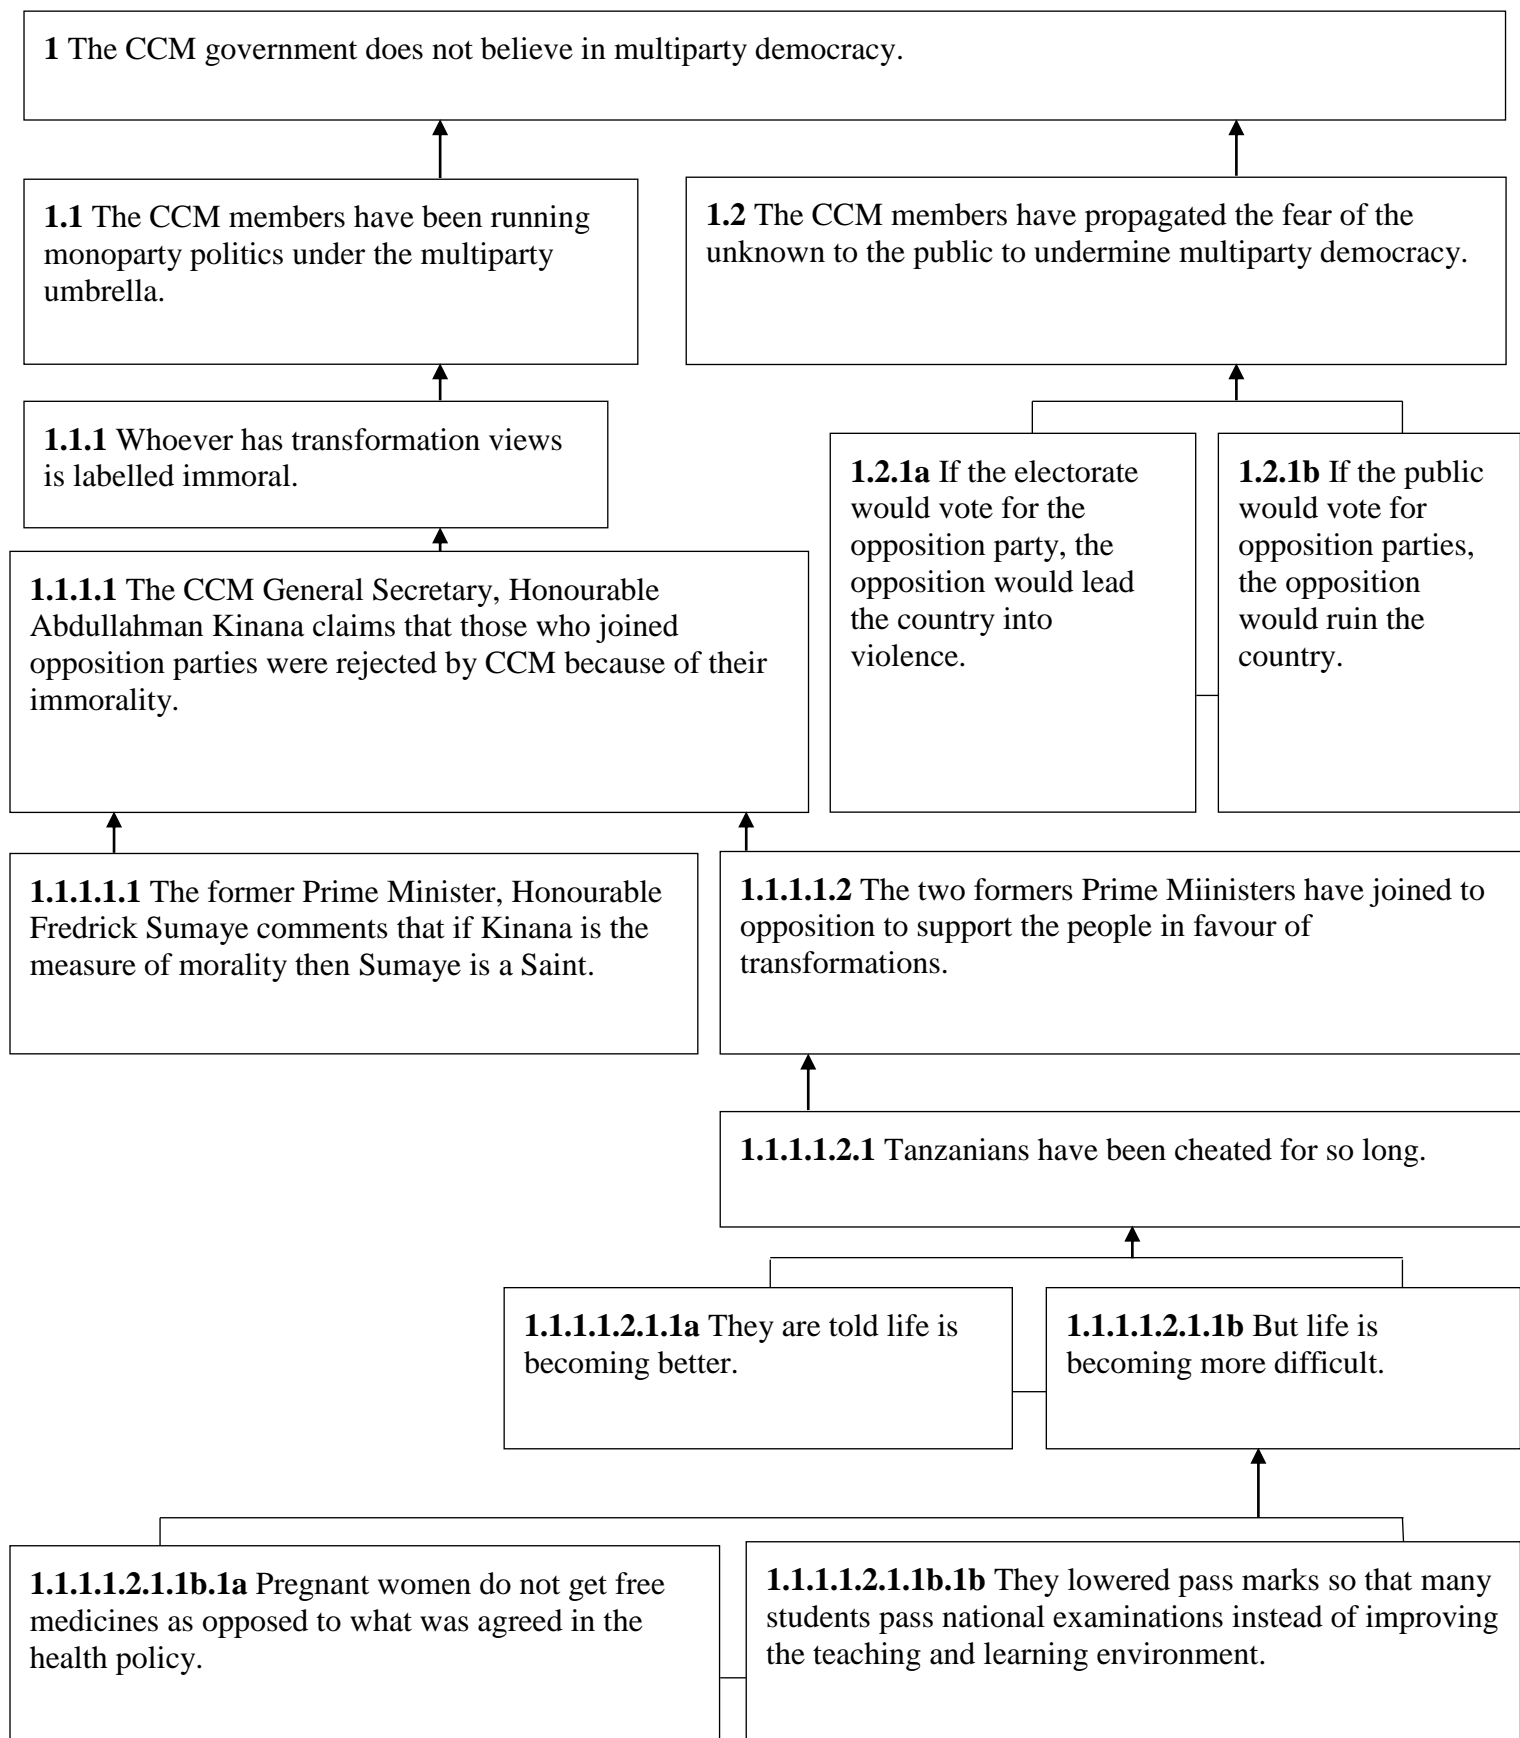 1 The CCM government does not believe in multiparty democracy.
1.1 The CCM members have been running
monoparty politics under the multiparty
umbrella.
1.2 The CCM members have propagated the fear of the
unknown to the public to undermine multiparty democracy.
1.1.1 Whoever has transformation views
is labelled immoral.
1.2.1a If the electorate
would vote for the
opposition party, the
opposition would lead
the country into
violence.
1.2.1b If the public
would vote for
opposition parties,
the opposition
would ruin the
country.
1.1.1.1 The CCM General Secretary, Honourable
Abdullahman Kinana claims that those who joined
opposition parties were rejected by CCM because of their
immorality.
1.1.1.1.1 The former Prime Minister, Honourable
Fredrick Sumaye comments that if Kinana is the
measure of morality then Sumaye is a Saint.
1.1.1.1.2 The two formers Prime Miinisters have joined to
opposition to support the people in favour of
transformations.
1.1.1.1.2.1 Tanzanians have been cheated for so long.
1.1.1.1.2.1.1a They are told life is
becoming better.
1.1.1.1.2.1.1b But life is
becoming more difficult.
1.1.1.1.2.1.1b.1a Pregnant women do not get free
medicines as opposed to what was agreed in the
health policy.
1.1.1.1.2.1.1b.1b They lowered pass marks so that many
students pass national examinations instead of improving
the teaching and learning environment.